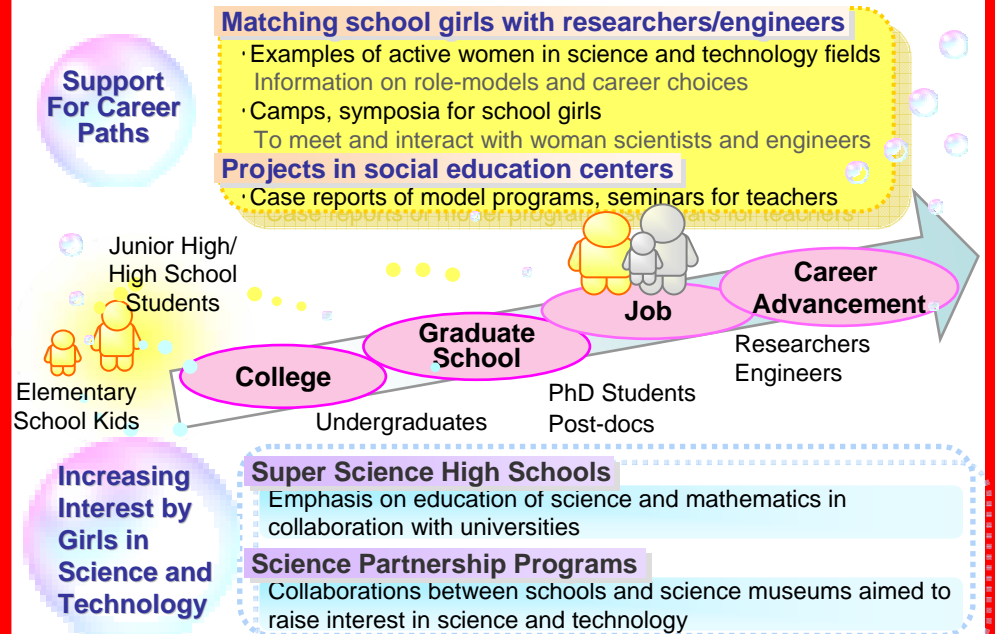 Support
For Career
Paths
Matching school girls with researchers/engineers
·Examples of active women in science and technology fields
Information on role-models and career choices
·Camps, symposia for school girls
To meet and interact with woman scientists and engineers
Projects in social education centers
·Case reports of model programs, seminars for teachers
Junior High/
High School
Students
Elementary
School Kids
College
Undergraduates
Graduate
School
PhD Students
Post-docs
Job
Career
Advancement
Researchers
Engineers
Increasing
Interest by
Girls in
Science and
Technology
Super Science High Schools
Emphasis on education of science and mathematics in
collaboration with universities
Science Partnership Programs
Collaborations between schools and science museums aimed to
raise interest in science and technology